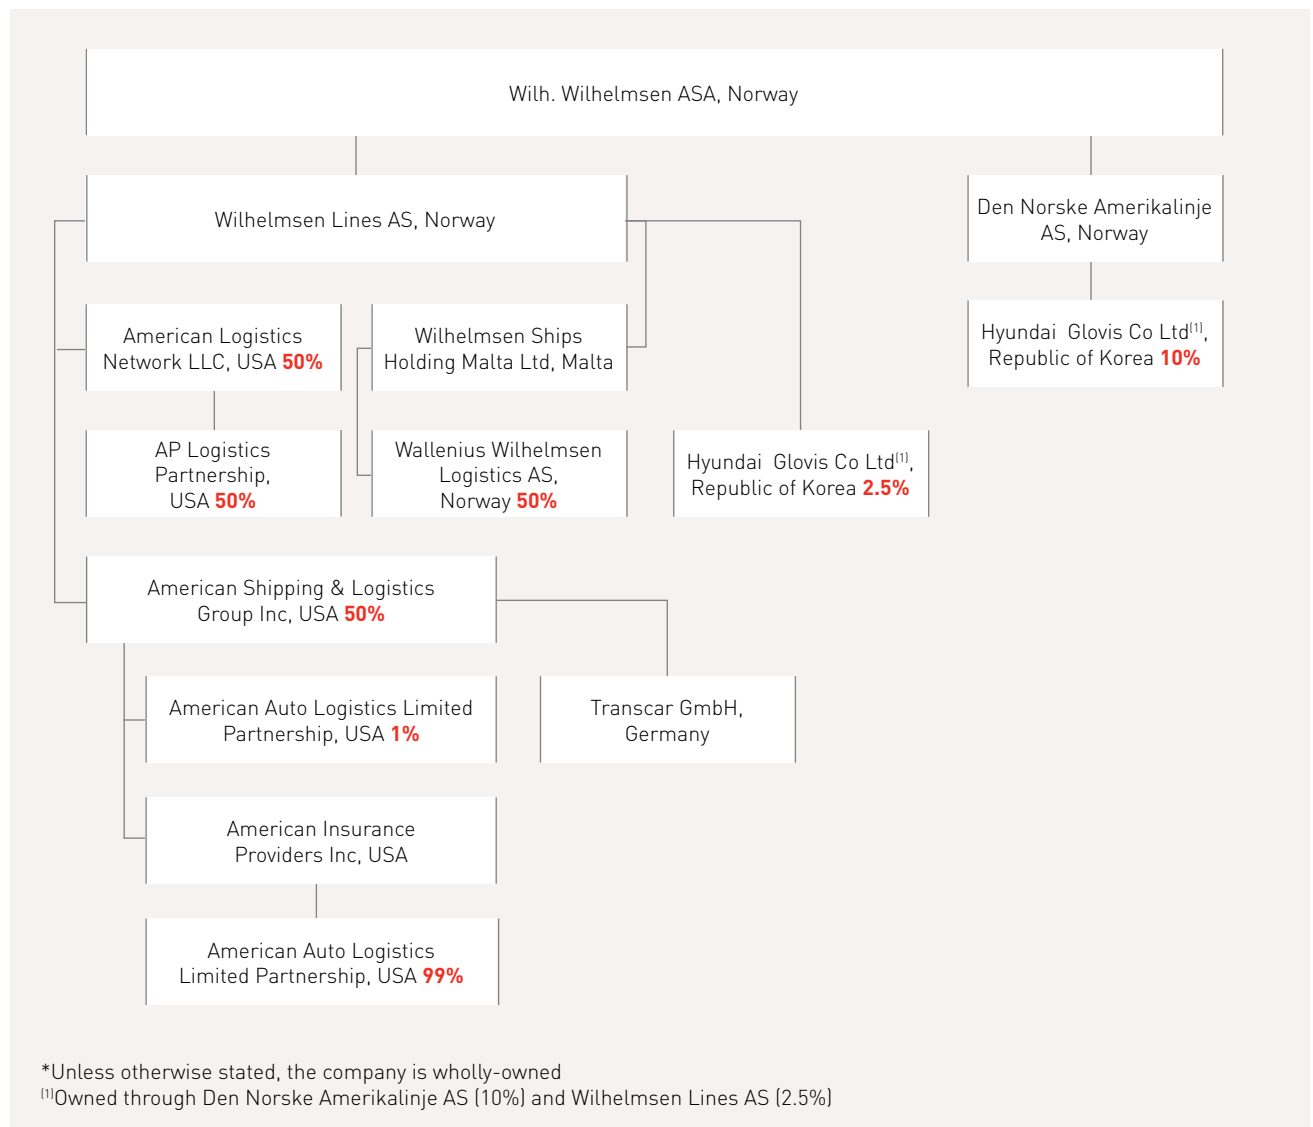 Wilh. Wilhelmsen ASA, Norway
Wilhelmsen Lines AS, Norway
Den Norske Amerikalinje
AS, Norway
American Logistics
Network LLC, USA 50%
Wilhelmsen Ships
Holding Malta Ltd, Malta
Hyundai Glovis Co Ltd(1),
Republic of Korea 10%
AP Logistics
Partnership,
USA 50%
Wallenius Wilhelmsen
Logistics AS,
Norway 50%
Hyundai Glovis Co Ltd(1),
Republic of Korea 2.5%
American Shipping & Logistics
Group Inc, USA 50%
American Auto Logistics Limited
Partnership, USA 1%
Transcar GmbH,
Germany
American Insurance
Providers Inc, USA
American Auto Logistics
Limited Partnership, USA 99%
*Unless otherwise stated, the company is wholly-owned
(1)Owned through Den Norske Amerikalinje AS (10%) and Wilhelmsen Lines AS (2.5%)